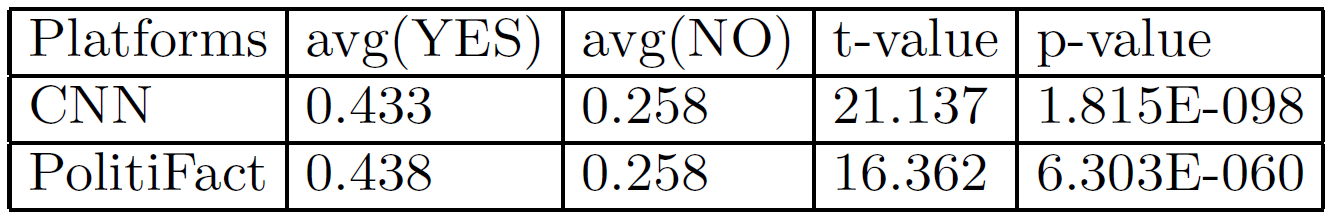 Platforms avg(YES) avg(NO) t-value p-value
CNN 0.433 0.258 21.137 1.815E-098
PolitiFact 0.438 0.258 16.362 6.303E-060